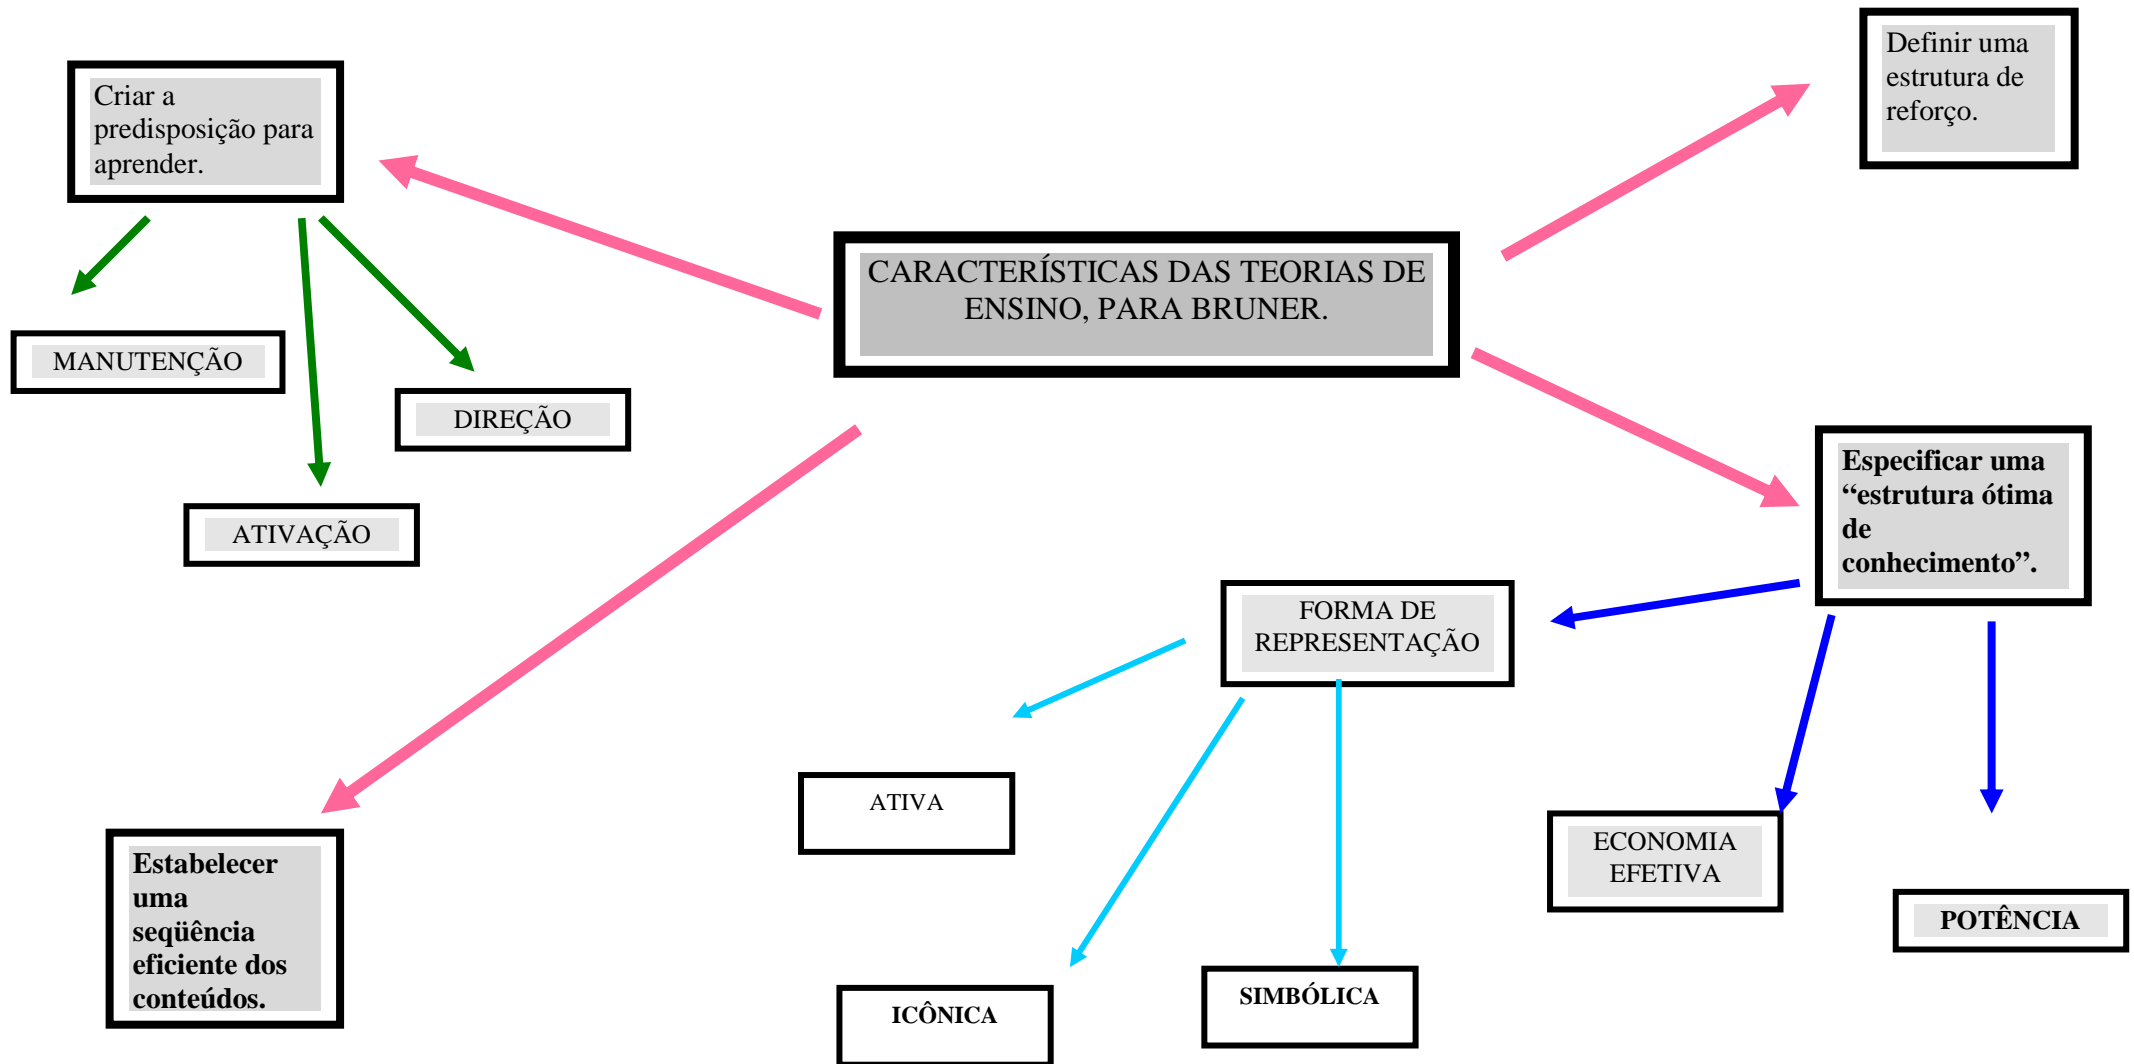 CARACTERÍSTICAS DAS TEORIAS DE
ENSINO, PARA BRUNER.
Criar a
predisposição para
aprender.
MANUTENÇÃO
DIREÇÃO
ATIVAÇÃO
Definir uma
estrutura de
reforço.
Especificar uma
“estrutura ótima
de
conhecimento”.
FORMA DE
REPRESENTAÇÃO
ATIVA
ICÔNICA
SIMBÓLICA
ECONOMIA
EFETIVA
POTÊNCIA
Estabelecer
uma
seqüência
eficiente dos
conteúdos.